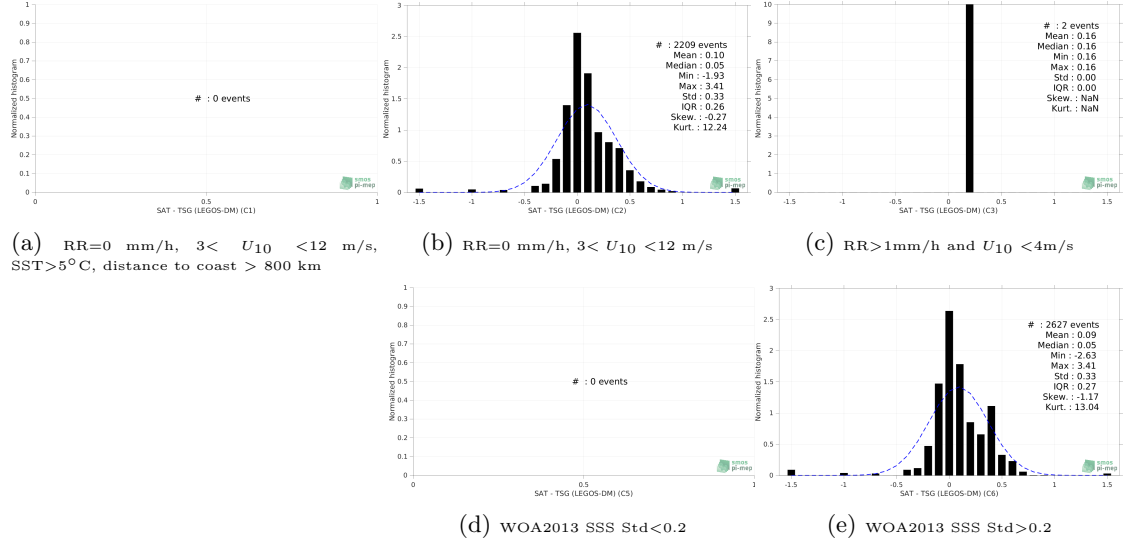 1
0.9
0.8
0.7
0.6
0.5
0.4
0.3
0.2
0.1
0
Normalized histogram
# : 0 events
0 0.5 1
SAT - TSG (LEGOS-DM) (C1)
smos
pi-mep
(a) RR=0 mm/h, 3< U10 <12 m/s,
SST>5°C, distance to coast > 800 km
3
2.5
2
1.5
1
0.5
0
Normalized histogram
# : 2209 events
Mean : 0.10
Median : 0.05
Min : -1.93
Max : 3.41
Std : 0.33
IQR : 0.26
Skew. : -0.27
Kurt. : 12.24
-1.5 -1 -0.5 0 0.5 1 1.5
SAT - TSG (LEGOS-DM) (C2)
smos
pi-mep
(b) RR=0 mm/h, 3< U10 <12 m/s
10
9
8
7
6
5
4
3
2
1
0
Normalized histogram
# : 2 events
Mean : 0.16
Median : 0.16
Min : 0.16
Max : 0.16
Std : 0.00
IQR : 0.00
Skew. : NaN
Kurt. : NaN
-1.5 -1 -0.5 0 0.5 1 1.5
SAT - TSG (LEGOS-DM) (C3)
smos
pi-mep
(c) RR>1mm/h and U10 <4m/s
1
0.9
0.8
0.7
0.6
0.5
0.4
0.3
0.2
0.1
0
Normalized histogram
# : 0 events
0 0.5 1
SAT - TSG (LEGOS-DM) (C5)
smos
pi-mep
(d) WOA2013 SSS Std<0.2
3
2.5
2
1.5
1
0.5
0
Normalized histogram
# : 2627 events
Mean : 0.09
Median : 0.05
Min : -2.63
Max : 3.41
Std : 0.33
IQR : 0.27
Skew. : -1.17
Kurt. : 13.04
-1.5 -1 -0.5 0 0.5 1 1.5
SAT - TSG (LEGOS-DM) (C6)
smos
pi-mep
(e) WOA2013 SSS Std>0.2